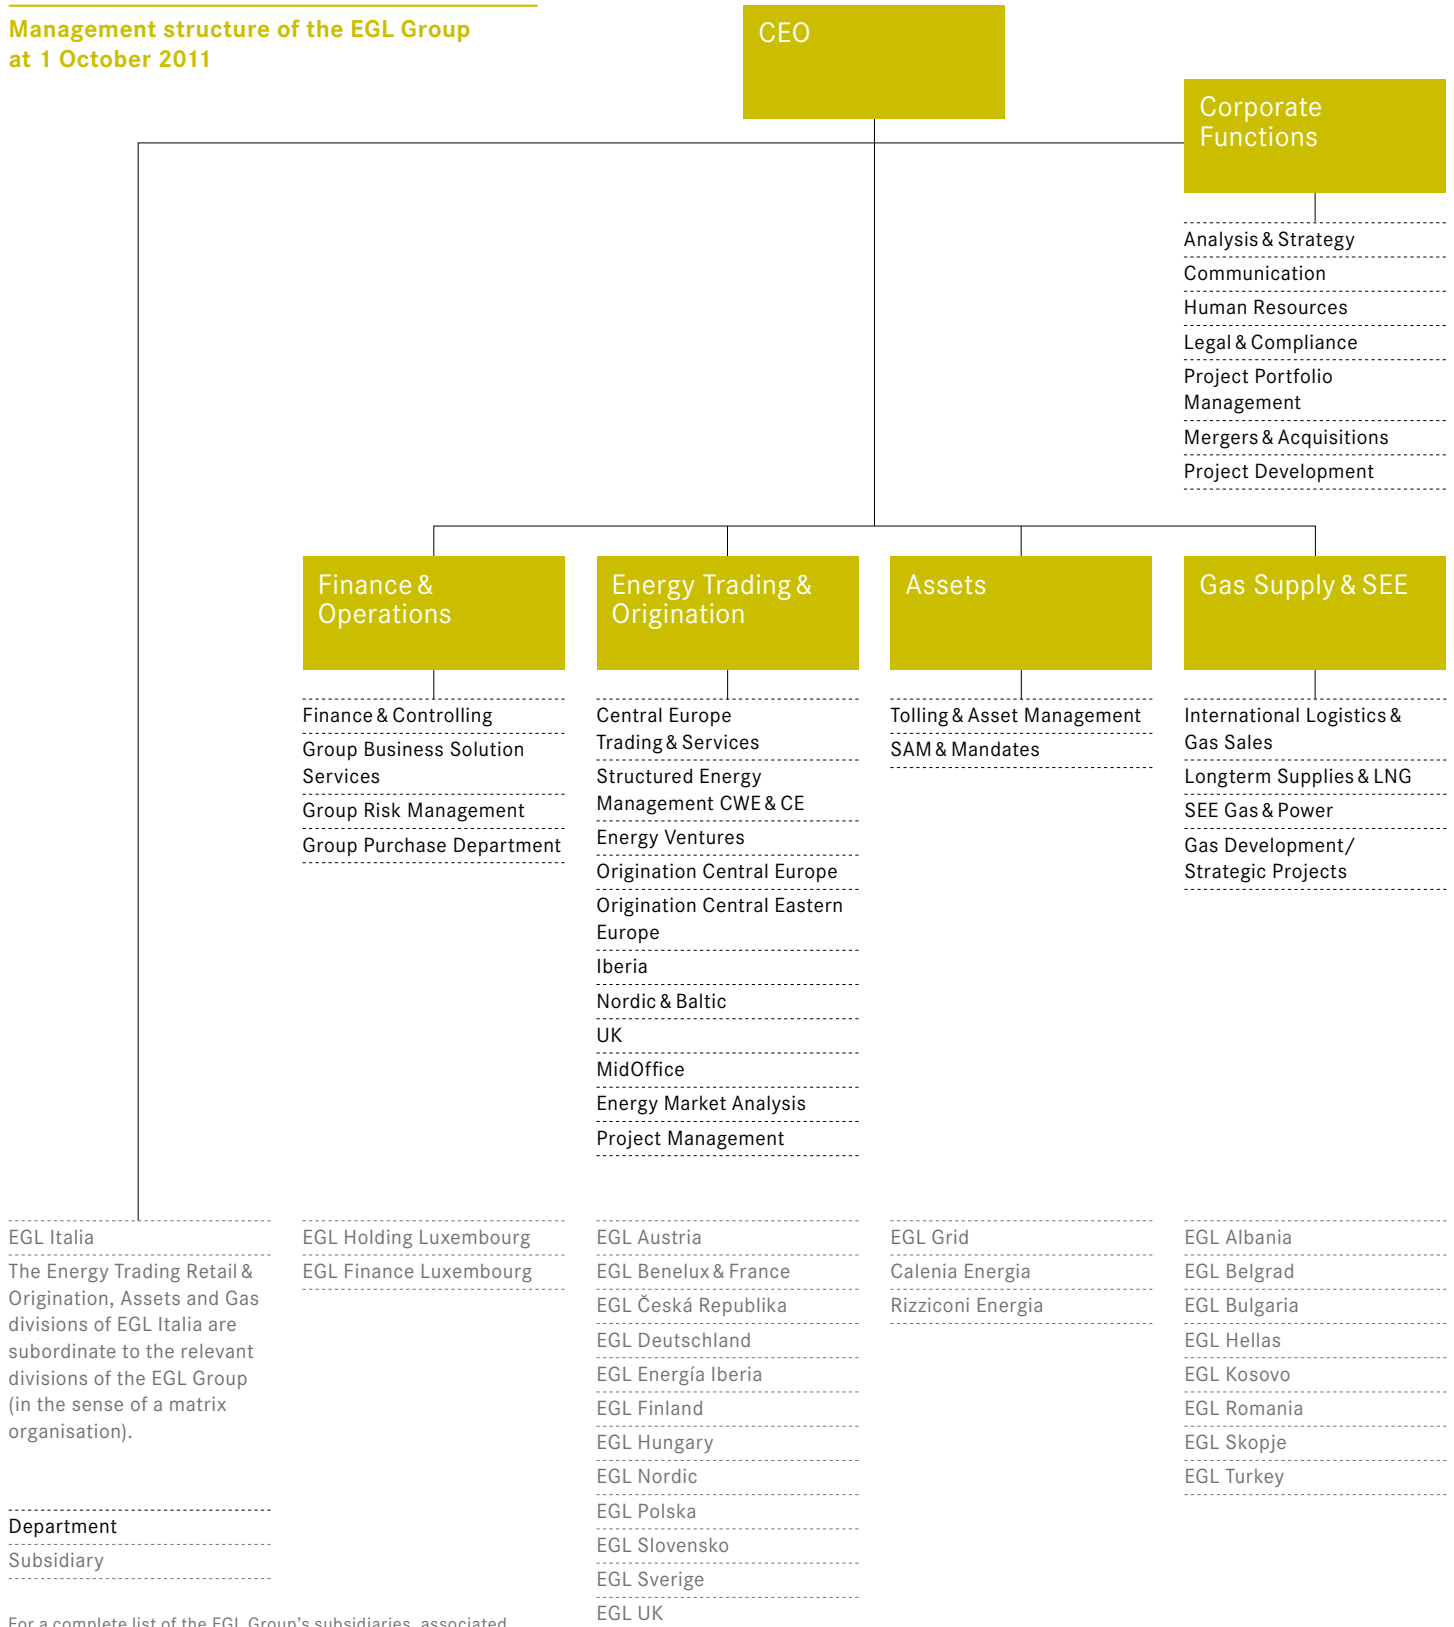 Management structure of the EGL Group
at 1 October 2011
CEO
Corporate
Functions
Analysis & Strategy
Communication
Human Resources
Legal & Compliance
Project Portfolio
Management
Mergers & Acquisitions
Project Development
Finance &
Operations
Finance & Controlling
Group Business Solution
Services
Group Risk Management
Group Purchase Department
Energy Trading &
Origination
Central Europe
Trading & Services
Structured Energy
Management CWE & CE
Energy Ventures
Origination Central Europe
Origination Central Eastern
Europe
Iberia
Nordic & Baltic
UK
MidOffice
Energy Market Analysis
Project Management
Assets
Tolling & Asset Management
SAM & Mandates
Gas Supply & SEE
International Logistics &
Gas Sales
Longterm Supplies & LNG
SEE Gas & Power
Gas Development/
Strategic Projects
EGL Italia
The Energy Trading Retail &
Origination, Assets and Gas
divisions of EGL Italia are
subordinate to the relevant
divisions of the EGL Group
(in the sense of a matrix
organisation).
EGL Holding Luxembourg
EGL Finance Luxembourg
EGL Austria
EGL Benelux & France
EGL Česká Republika
EGL Deutschland
EGL Energía Iberia
EGL Finland
EGL Hungary
EGL Nordic
EGL Polska
EGL Slovensko
EGL Sverige
EGL UK
EGL Grid
Calenia Energia
Rizziconi Energia
EGL Albania
EGL Belgrad
EGL Bulgaria
EGL Hellas
EGL Kosovo
EGL Romania
EGL Skopje
EGL Turkey
Department
Subsidiary
For a complete list of the EGL Group's subsidiaries, associated